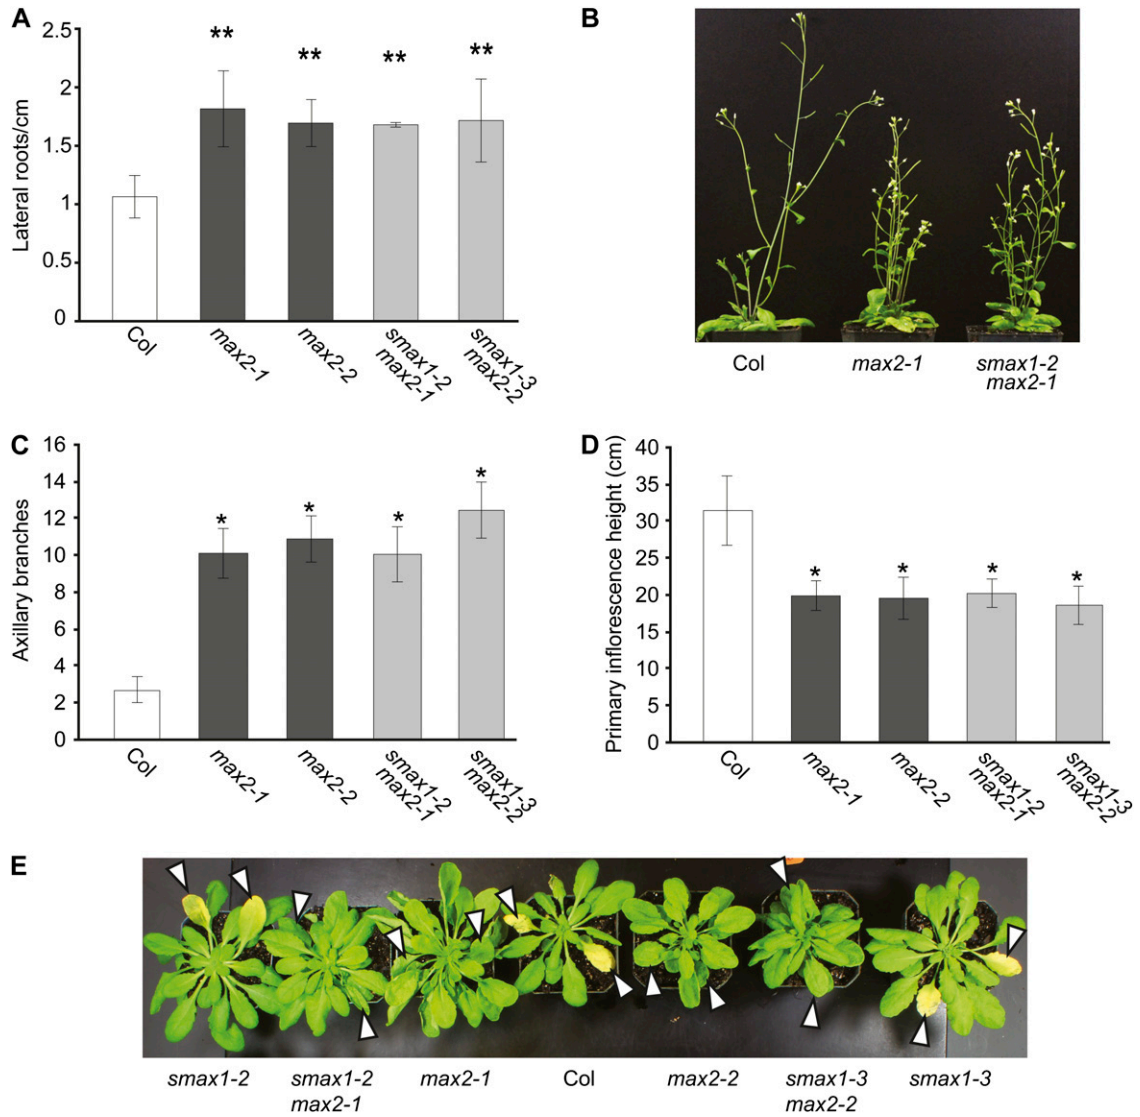 A
Lateral roots/cm
2.5
2
1.5
1
0.5
0
**
**
**
**
Col
max2-1
max2-2
smax1-2
max2-1
smax1-3
max2-2
B
Col
max2-1
smax1-2
max2-1
C
Axillary branches
16
14
12
10
8
6
4
2
0
*
*
*
*
Col
max2-1
max2-2
smax1-2
max2-1
smax1-3
max2-2
D
Primary inflorescence height (cm)
40
35
30
25
20
15
10
5
0
*
*
*
*
Col
max2-1
max2-2
smax1-2
max2-1
smax1-3
max2-2
E
smax1-2
smax1-2
max2-1
max2-1
Col
max2-2
smax1-3
max2-2
smax1-3